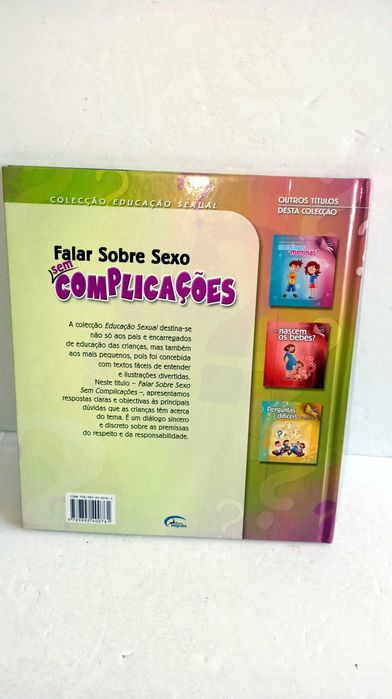 COLECÇÃO EDUCAÇÃO SEXUAL
OUTROS TÍTULOS
DESTA COLECÇÃO
Falar Sobre Sexo
sem
COMPLICAÇÕES
A colecção Educação Sexual destina-se
não só aos pais e encarregados
de educação das crianças, mas também
aos mais pequenos, pois foi concebida
com textos fáceis de entender
e ilustrações divertidas.
Neste título – Falar Sobre Sexo
Sem Complicações –, apresentamos
respostas claras e objectivas às principais
dúvidas que as crianças têm acerca
do tema. É um diálogo sincero
e discreto sobre as premissas
do respeito e da responsabilidade.
meninas?
nascem
os bebés?
Perguntas
difíceis!